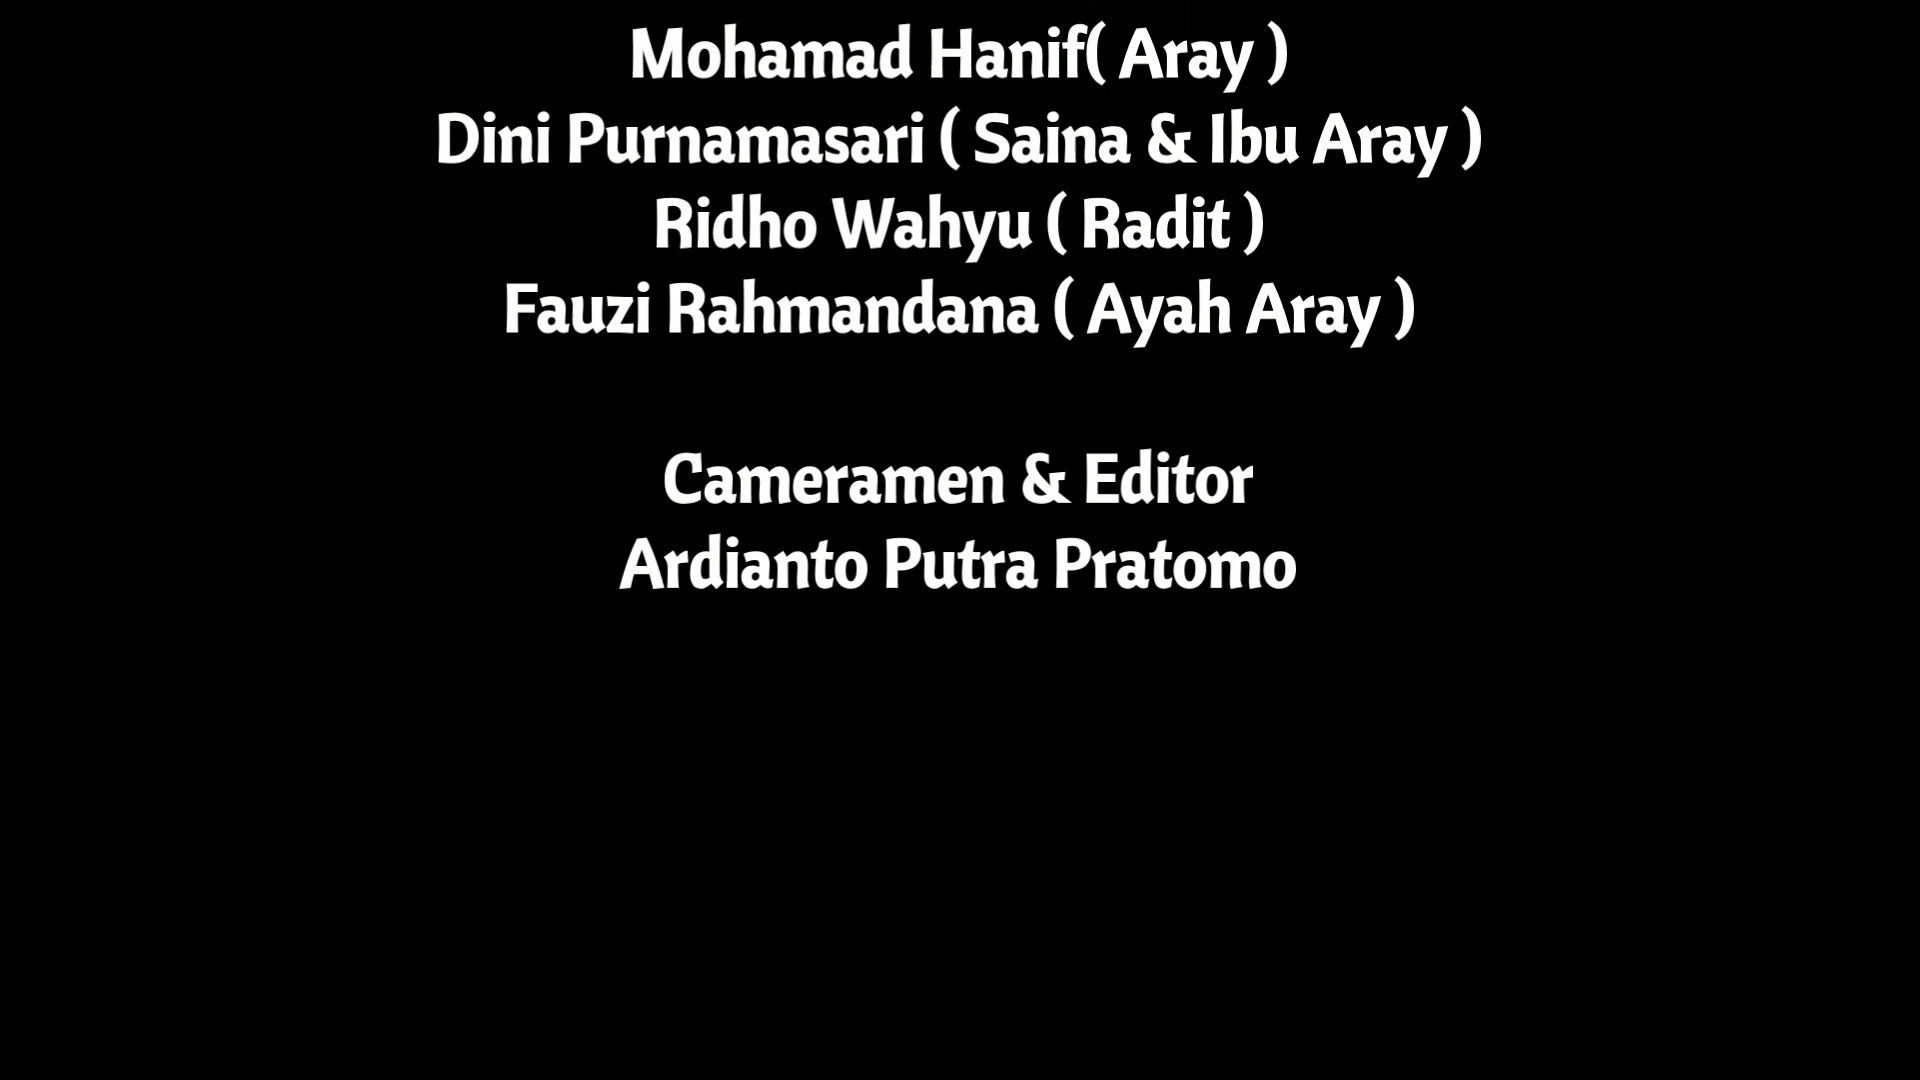 Mohamad Hanif( Aray )
Dini Purnamasari ( Saina & Ibu Aray )
Ridho Wahyu ( Radit )
Fauzi Rahmandana ( Ayah Aray )
Cameramen & Editor
Ardianto Putra Pratomo